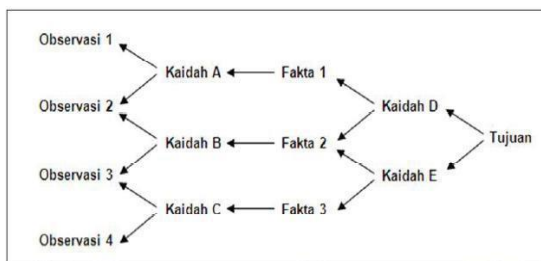 Observasi 1
Kaidah A
Fakta 1
Observasi 2
Kaidah D
Kaidah B
Fakta 2
Tujuan
Observasi 3
Kaidah E
Kaidah C
Fakta 3
Observasi 4